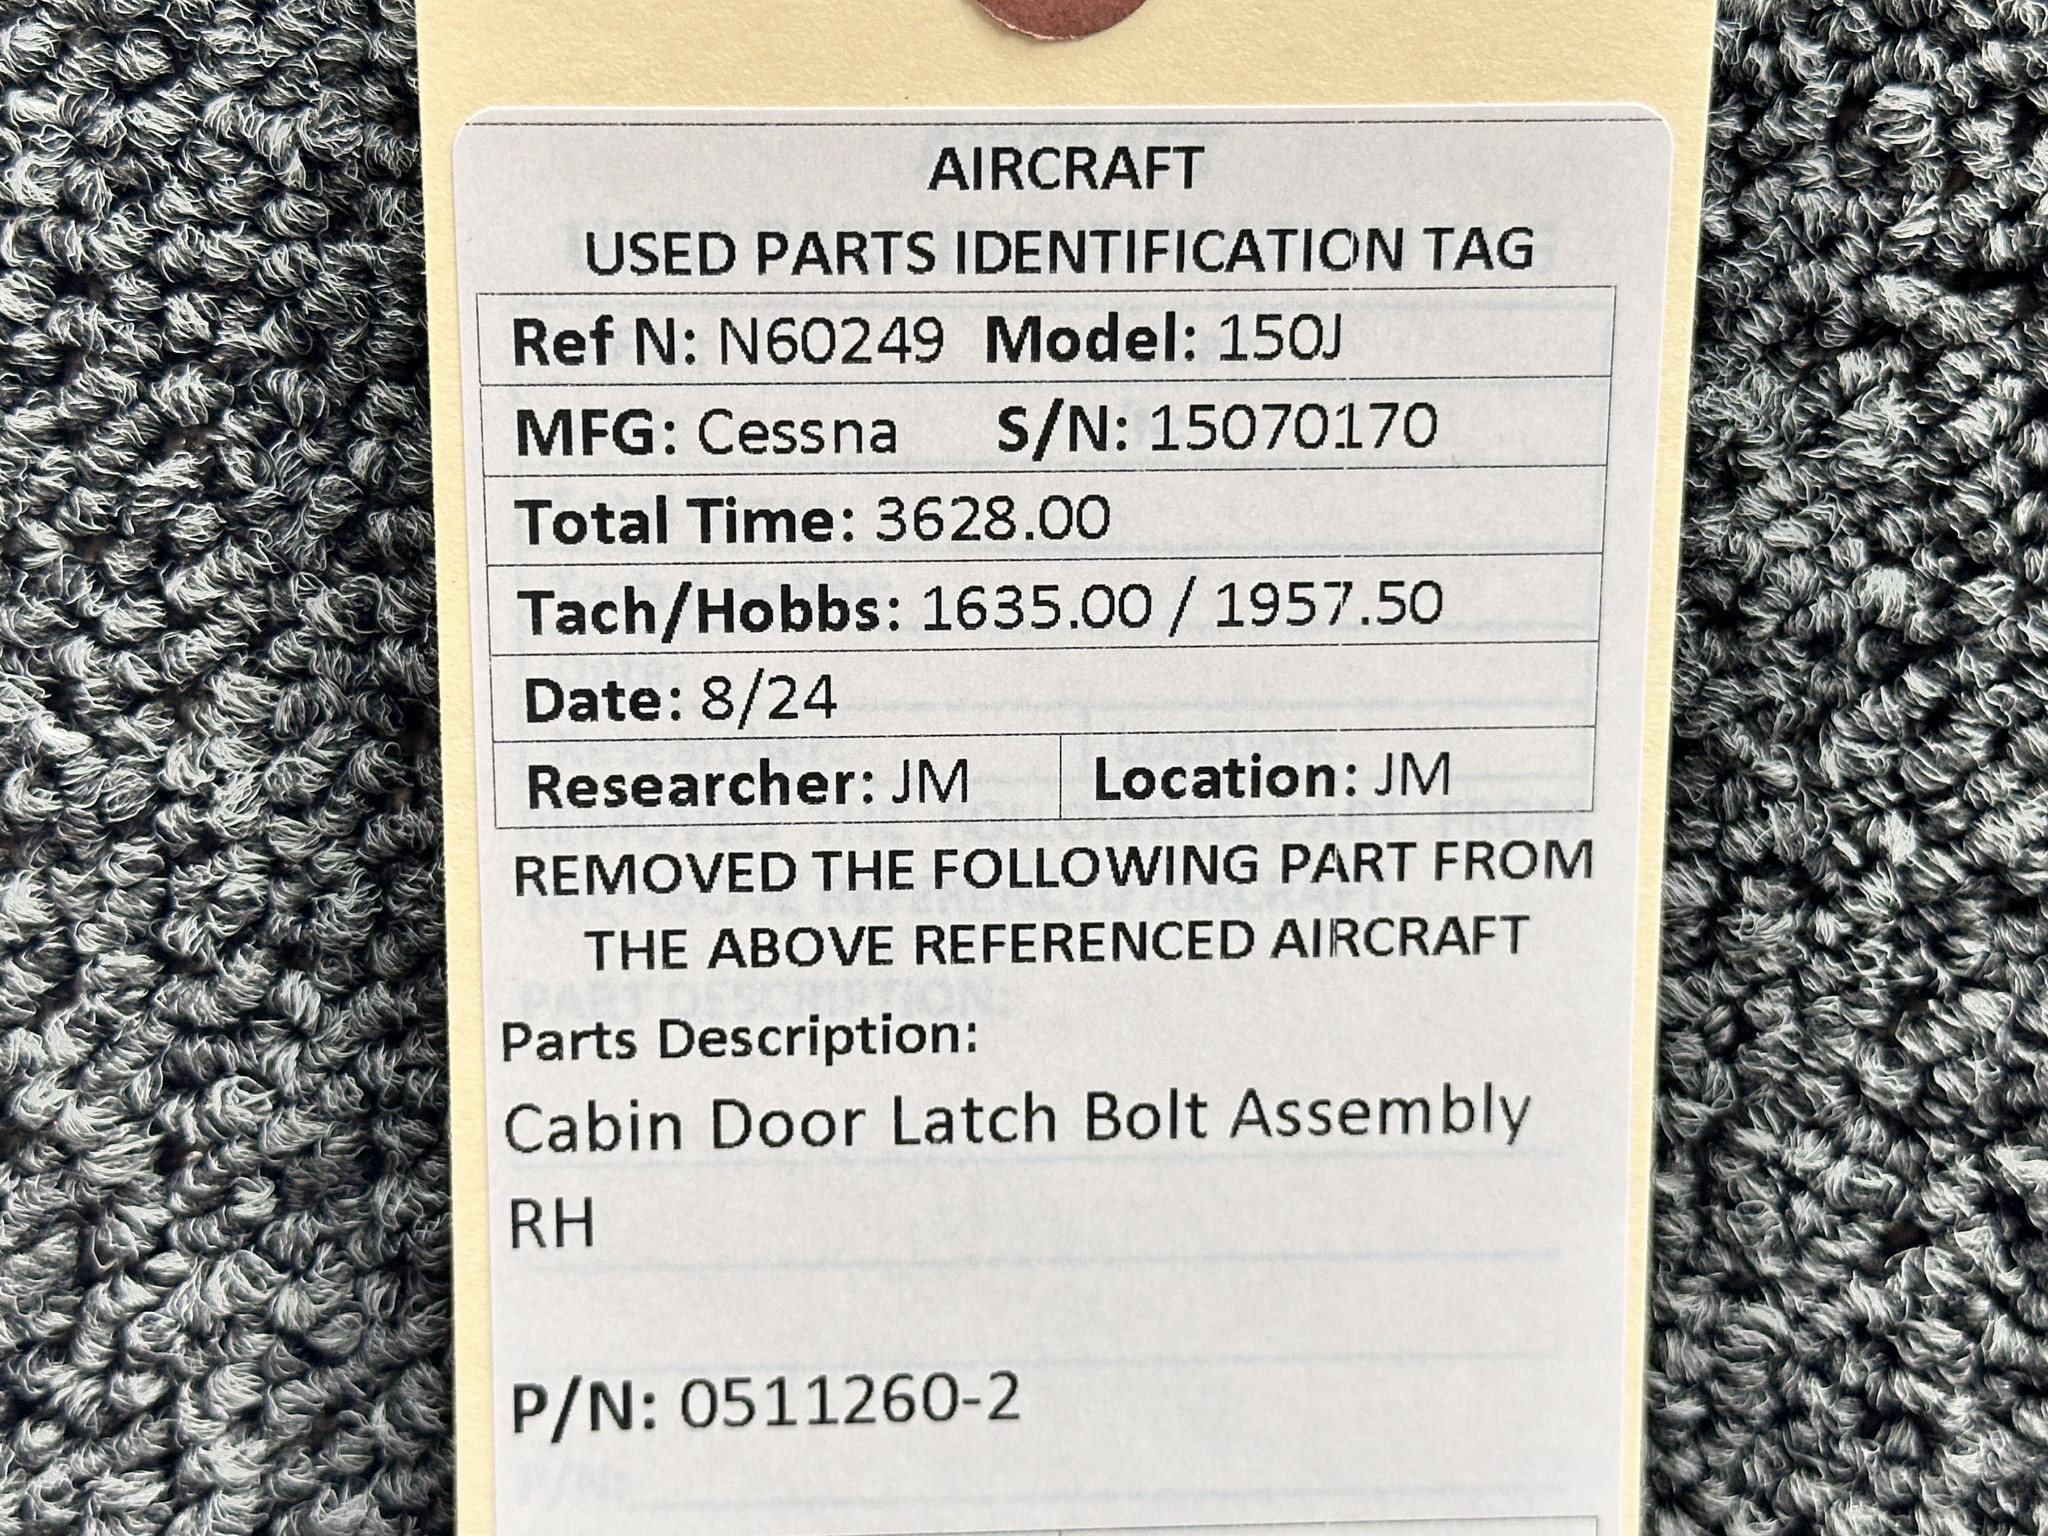 AIRCRAFT
USED PARTS IDENTIFICATION TAG
Ref N: N60249 Model: 150J
MFG: Cessna S/N: 15070170
Total Time: 3628.00
Tach/Hobbs: 1635.00 / 1957.50
Date: 8/24
Researcher: JM Location: JM
REMOVED THE FOLLOWING PART FROM
THE ABOVE REFERENCED AIRCRAFT
Parts Description:
Cabin Door Latch Bolt Assembly
RH
P/N: 0511260-2